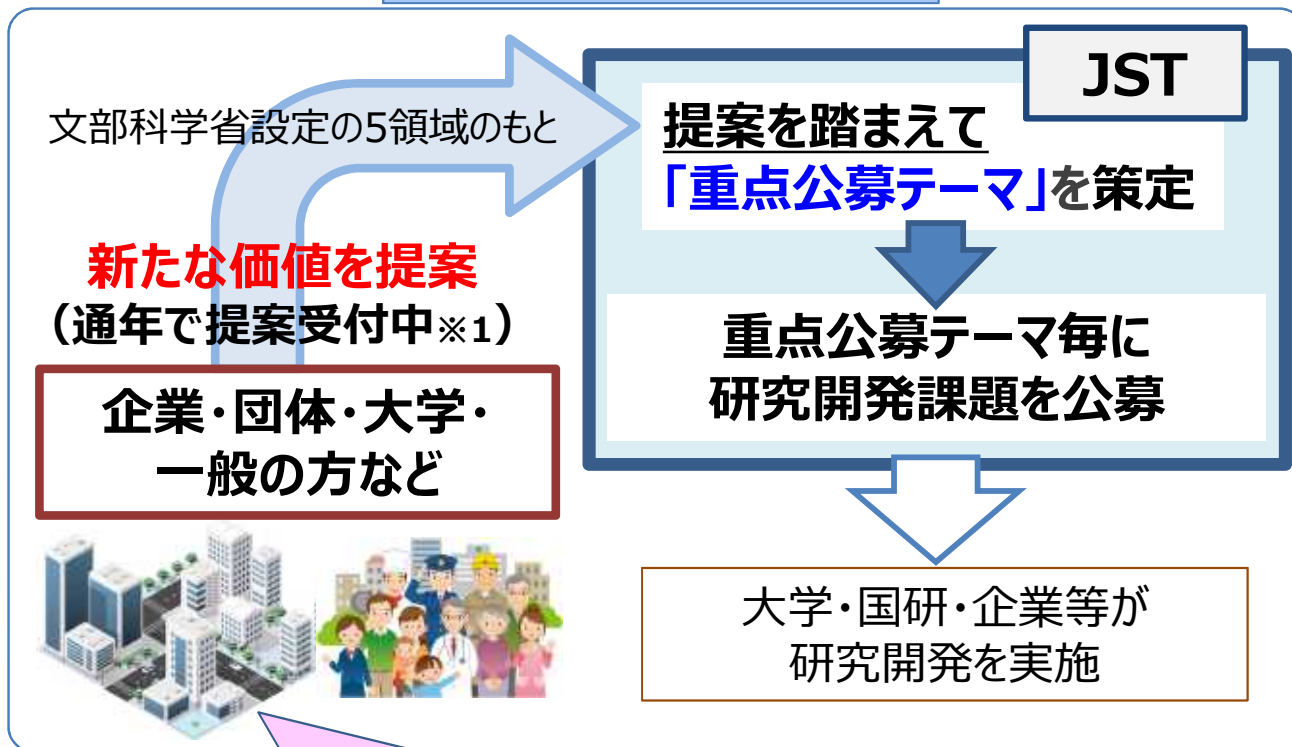 文部科学省設定の5領域のもと
新たな価値を提案
(通年で提案受付中※1)
企業・団体・大学・
一般の方など
JST
提案を踏まえて
「重点公募テーマ」を策定
重点公募テーマ毎に
研究開発課題を公募
大学・国研・企業等が
研究開発を実施